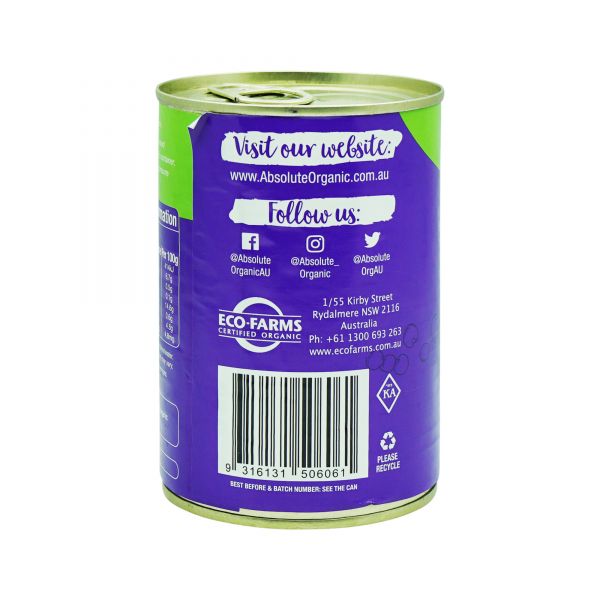 Visit our website:
www.AbsoluteOrganic.com.au
Follow us:
@Absolute
OrganicAU
@Absolute_
Organic
@Absolute
OrgAU
ECO-FARMS
CERTIFIED ORGANIC
1/55 Kirby Street
Rydalmere NSW 2116
Australia
Ph: +61 1300 693 263
www.ecofarms.com.au
KA
PLEASE
RECYCLE
9 316131 506061
BEST BEFORE & BATCH NUMBER: SEE THE CAN
100g